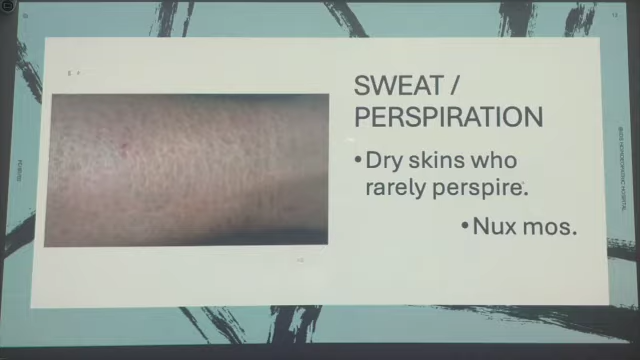 SWEAT /
PERSPIRATION
•Dry skins who
rarely perspire.
•Nux mos.